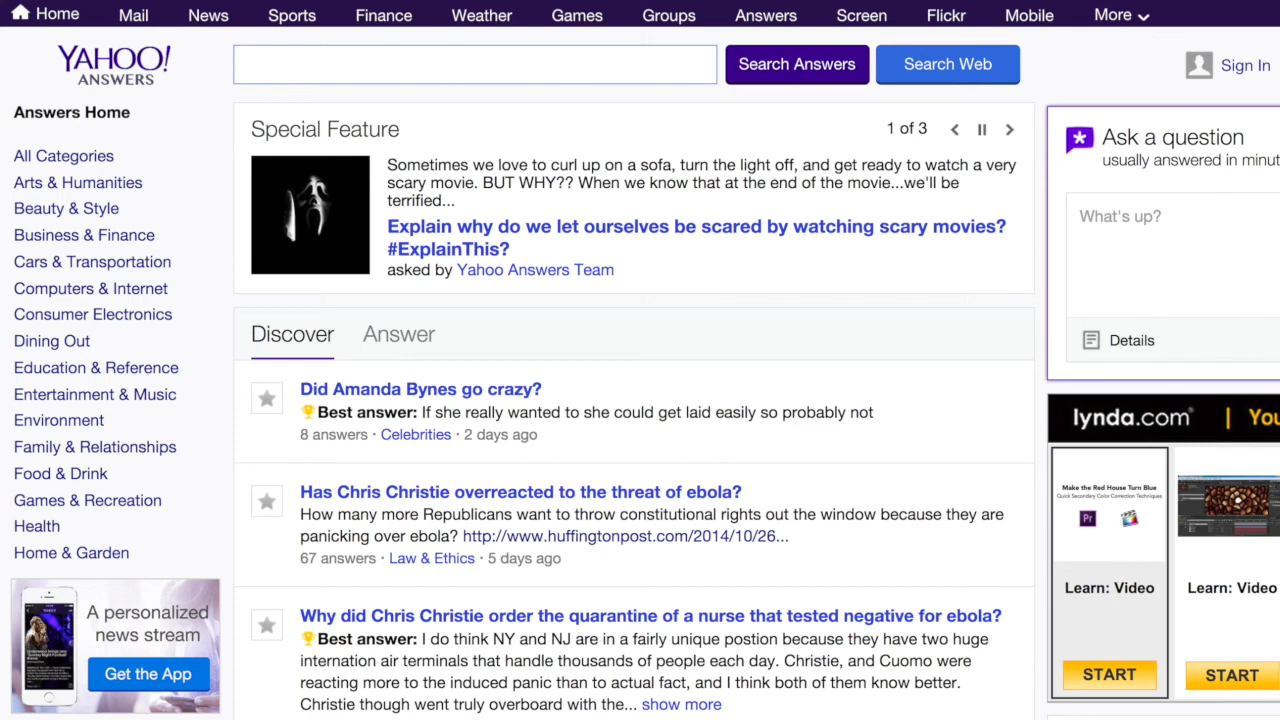 Home Mail News Sports Finance Weather Games Groups Answers Screen Flickr Mobile More
YAHOO!
ANSWERS
Search Answers
Search Web
Sign In
Answers Home
All Categories
Arts & Humanities
Beauty & Style
Business & Finance
Cars & Transportation
Computers & Internet
Consumer Electronics
Dining Out
Education & Reference
Entertainment & Music
Environment
Family & Relationships
Food & Drink
Games & Recreation
Health
Home & Garden
A personalized
news stream
Get the App
Special Feature
1 of 3
Sometimes we love to curl up on a sofa, turn the light off, and get ready to watch a very
scary movie. BUT WHY?? When we know that at the end of the movie...we'll be
terrified...
Explain why do we let ourselves be scared by watching scary movies?
#ExplainThis?
asked by Yahoo Answers Team
Discover Answer
Did Amanda Bynes go crazy?
Best answer: If she really wanted to she could get laid easily so probably not
8 answers · Celebrities · 2 days ago
Has Chris Christie overreacted to the threat of ebola?
How many more Republicans want to throw constitutional rights out the window because they are
panicking over ebola? http://www.huffingtonpost.com/2014/10/26...
67 answers · Law & Ethics · 5 days ago
Why did Chris Christie order the quarantine of a nurse that tested negative for ebola?
Best answer: I do think NY and NJ are in a fairly unique postion because they have two huge
internation air terminals that handle thousands of people each day. Christie, and Cuomo were
reacting more to the induced panic than to actual fact, and I think both of them know better.
Christie though went truly overboard with the... show more
Ask a question
usually answered in minut
What's up?
Details
lynda.com | You
Make the Red House Turn Blue
Quick Secondary Color Correction Techniques
Pr
Learn: Video
START
Learn: Video
START